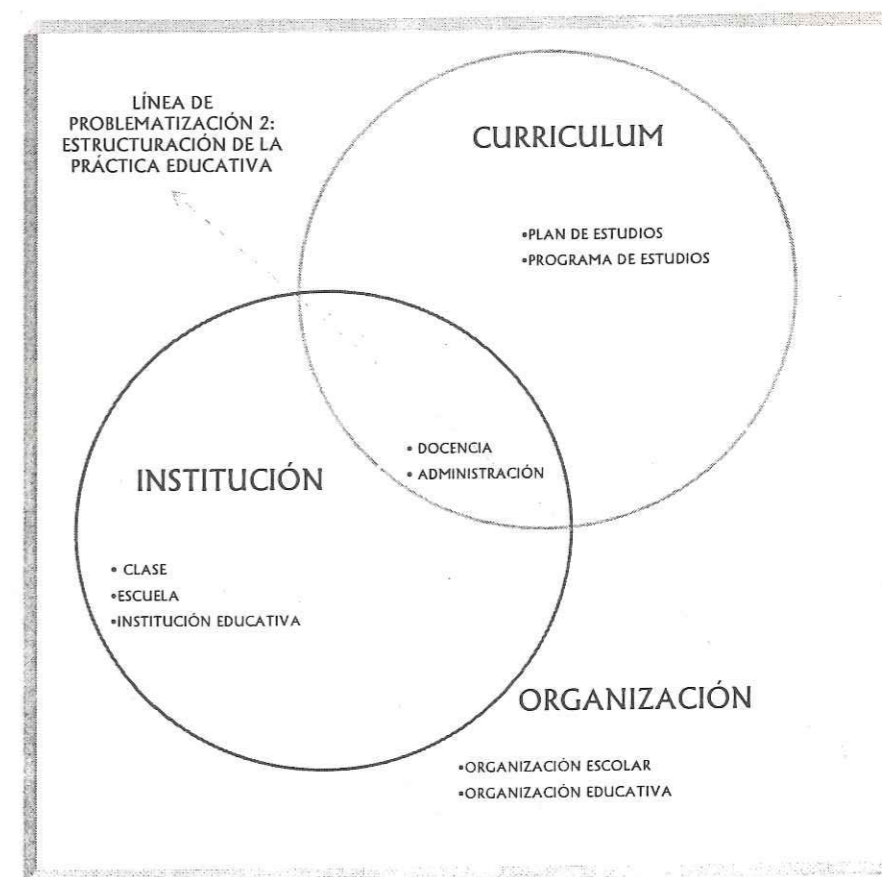 LÍNEA DE
PROBLEMATIZACIÓN 2:
ESTRUCTURACIÓN DE LA
PRÁCTICA EDUCATIVA
CURRICULUM
•PLAN DE ESTUDIOS
•PROGRAMA DE ESTUDIOS
• DOCENCIA
• ADMINISTRACIÓN
INSTITUCIÓN
• CLASE
•ESCUELA
•INSTITUCIÓN EDUCATIVA
ORGANIZACIÓN
•ORGANIZACIÓN ESCOLAR
•ORGANIZACIÓN EDUCATIVA